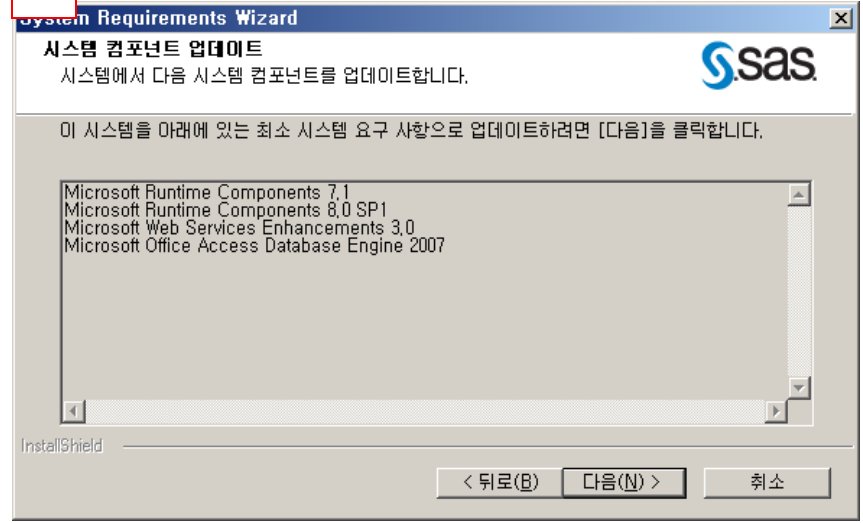 System Requirements Wizard
시스템 컴포넌트 업데이트
시스템에서 다음 시스템 컴포넌트를 업데이트합니다.
sas
이 시스템을 아래에 있는 최소 시스템 요구 사항으로 업데이트하려면 [다음]을 클릭합니다.
Microsoft Runtime Components 7.1
Microsoft Runtime Components 8.0 SP1
Microsoft Web Services Enhancements 3.0
Microsoft Office Access Database Engine 2007
InstallShield
< 뒤로(B) 다음(N) > 취소